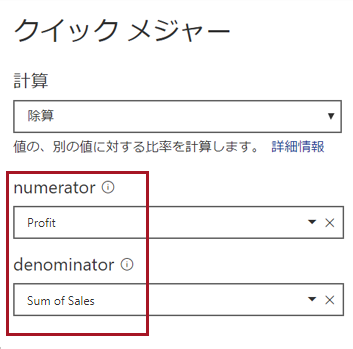 クイック メジャー
計算
除算
値の、別の値に対する比率を計算します。 詳細情報
numerator
Profit
denominator
Sum of Sales